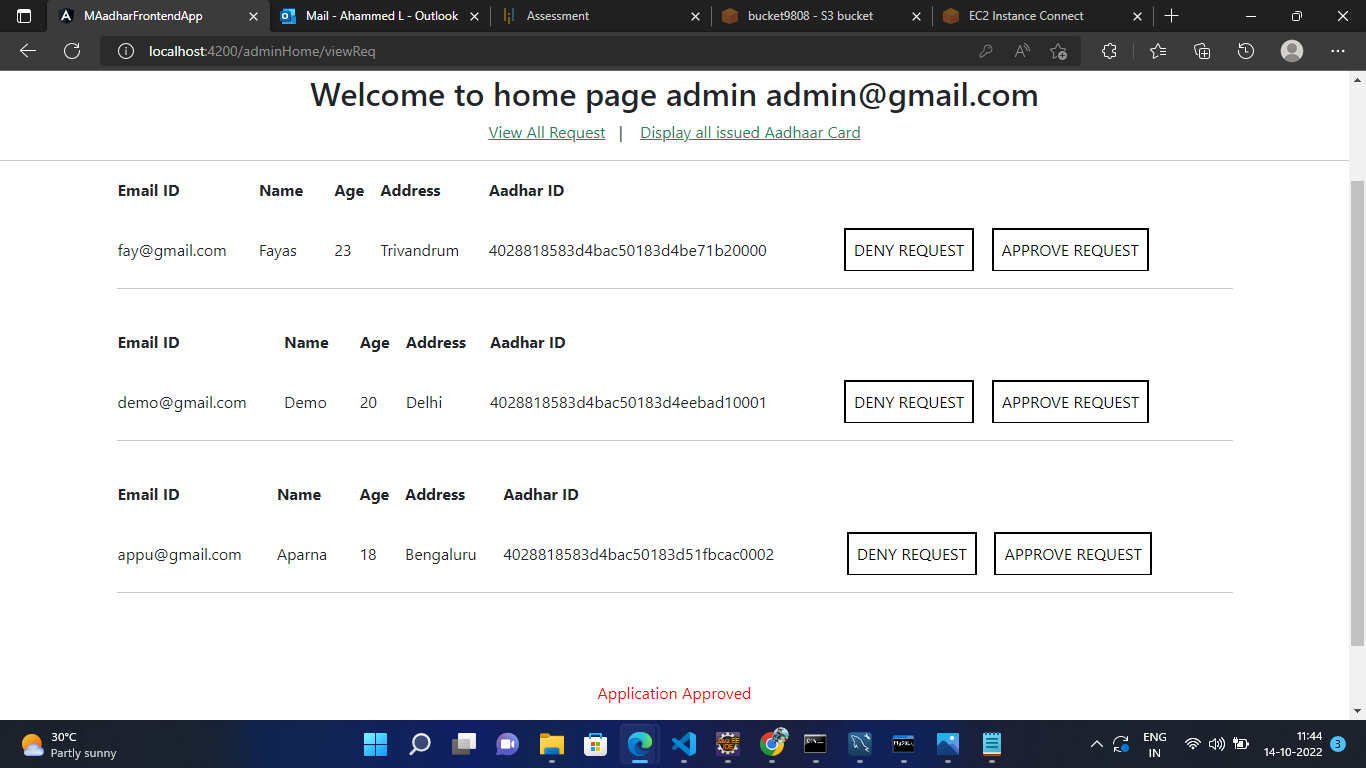 MAadharFrontendApp Mail - Ahammed L - Outlook Assessment bucket9808 - S3 bucket EC2 Instance Connect
localhost:4200/adminHome/viewReq
Welcome to home page admin admin@gmail.com
View All Request | Display all issued Aadhaar Card
Email ID Name Age Address Aadhar ID
fay@gmail.com Fayas 23 Trivandrum 4028818583d4bac50183d4be71b20000 DENY REQUEST APPROVE REQUEST
Email ID Name Age Address Aadhar ID
demo@gmail.com Demo 20 Delhi 4028818583d4bac50183d4eebad10001 DENY REQUEST APPROVE REQUEST
Email ID Name Age Address Aadhar ID
appu@gmail.com Aparna 18 Bengaluru 4028818583d4bac50183d51fbcac0002 DENY REQUEST APPROVE REQUEST
Application Approved
30°C
Partly sunny
ENG
IN
11:44
14-10-2022
3